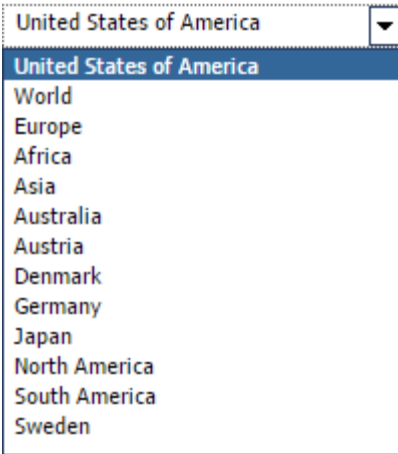 United States of America
United States of America
World
Europe
Africa
Asia
Australia
Austria
Denmark
Germany
Japan
North America
South America
Sweden